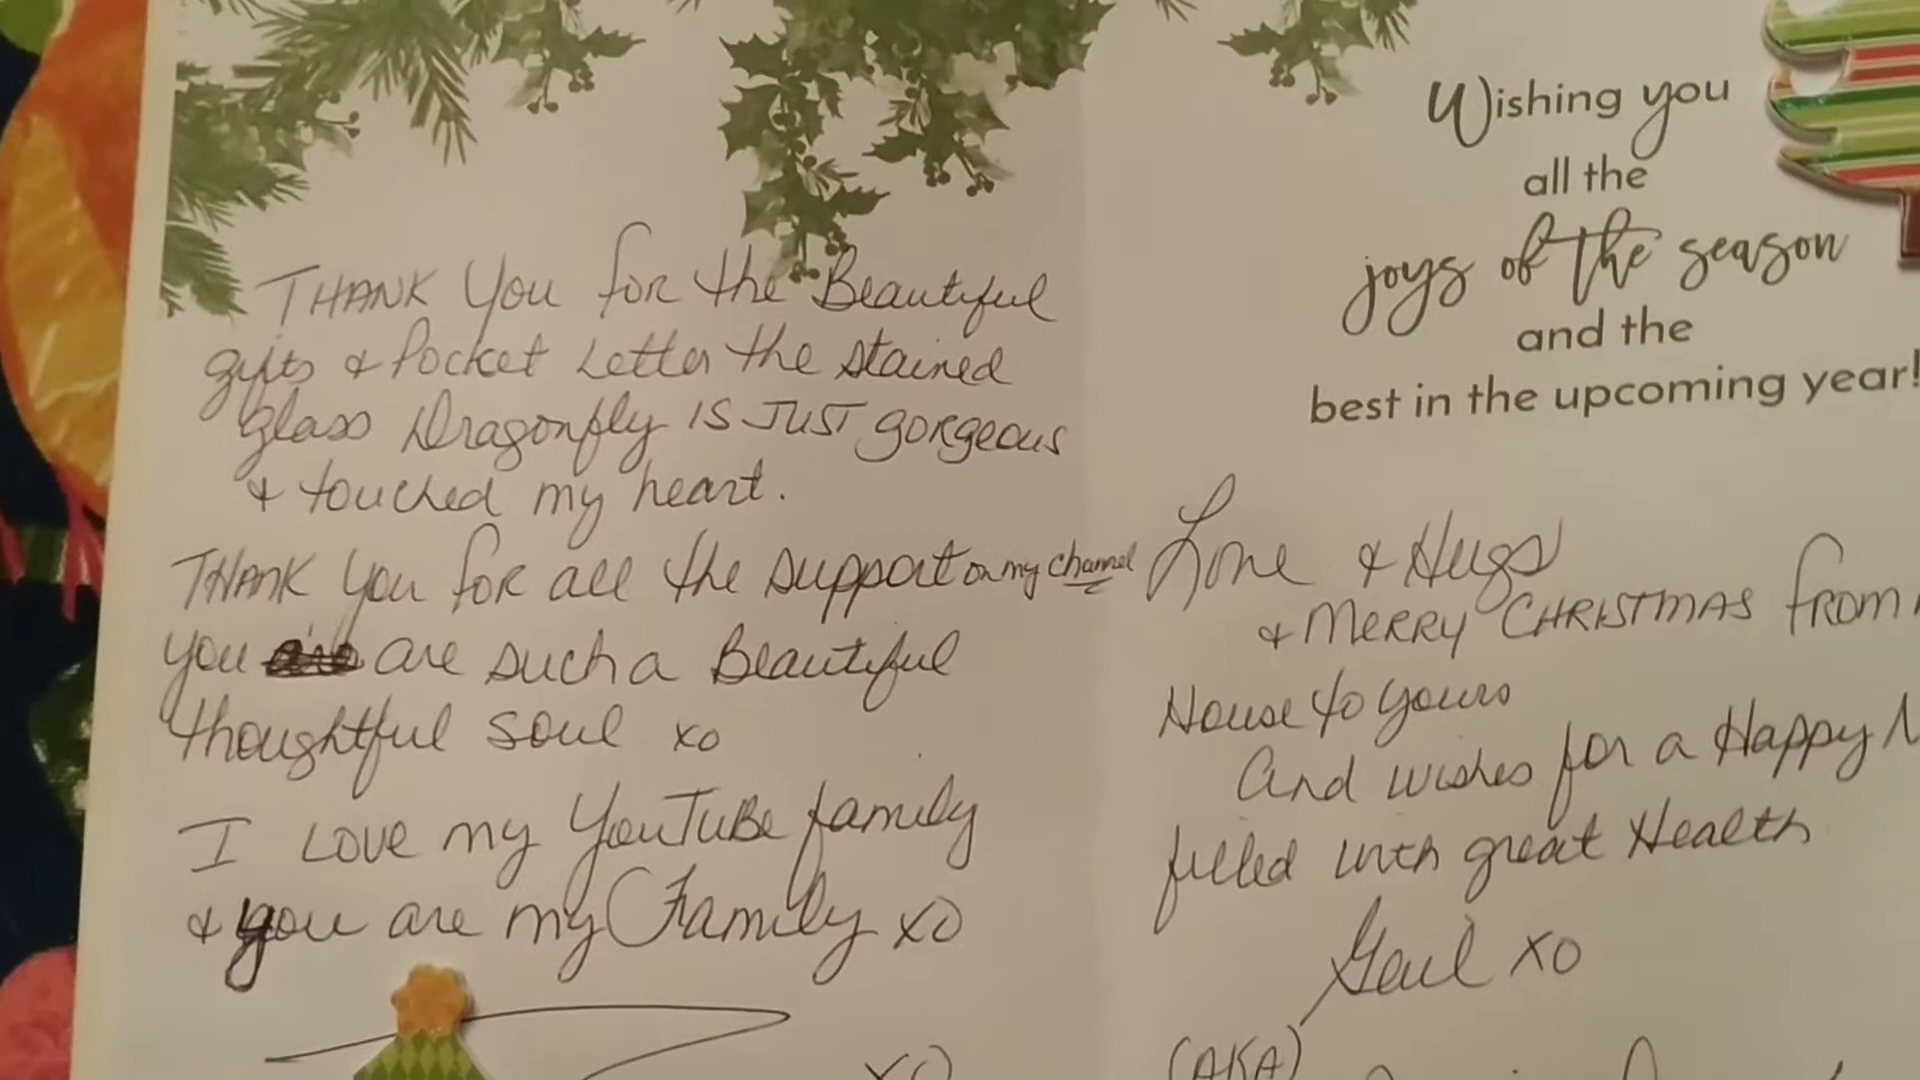 THANK You for the Beautiful
gifts & Pocket Letter the stained
glass Dragonfly IS JUST gorgeous
& touched my heart.
THANK You for all the support on my channel
you are such a Beautiful
thoughtful soul xo
I LOVE my YouTuBe family
& you are my Family xo
xo
Wishing you
all the
joys of the season
and the
best in the upcoming year!
Love & Hugs
& MERRY CHRISTMAS from
House to yours
And wishes for a Happy N
filled with great Health
Gail xo
(AKA)